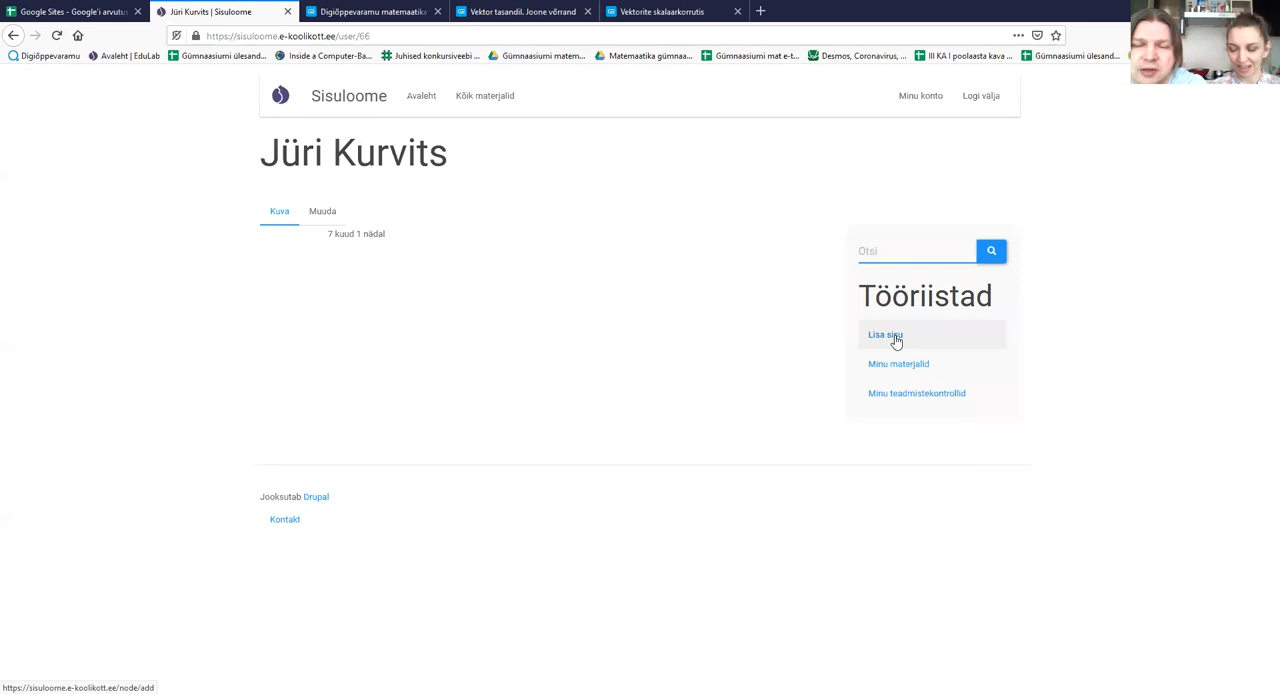 Google Sites - Google'i arvutus
Jüri Kurvits | Sisuloome
Digiõppevaramu matemaatika
Vektor tasandil. Joone võrrand
Vektorite skalaarkorrutis
https://sisuloome.e-koolikott.ee/user/66
Digiõppevaramu
Avaleht | EduLab
Gümnaasiumi ülesand...
Inside a Computer-Ba...
Juhised konkursiveebi ...
Gümnaasiumi matem...
Matemaatika gümnaa...
Gümnaasiumi mat e-t...
Desmos, Coronavirus, ...
III KA I poolaasta kava ...
Gümnaasiumi ülesand...
Sisuloome
Avaleht
Kõik materjalid
Minu konto
Logi välja
Jüri Kurvits
Kuva
Muuda
7 kuud 1 nädal
Otsi
Tööriistad
Lisa sisu
Minu materjalid
Minu teadmistekontrollid
Jooksutab Drupal
Kontakt
https://sisuloome.e-koolikott.ee/node/add